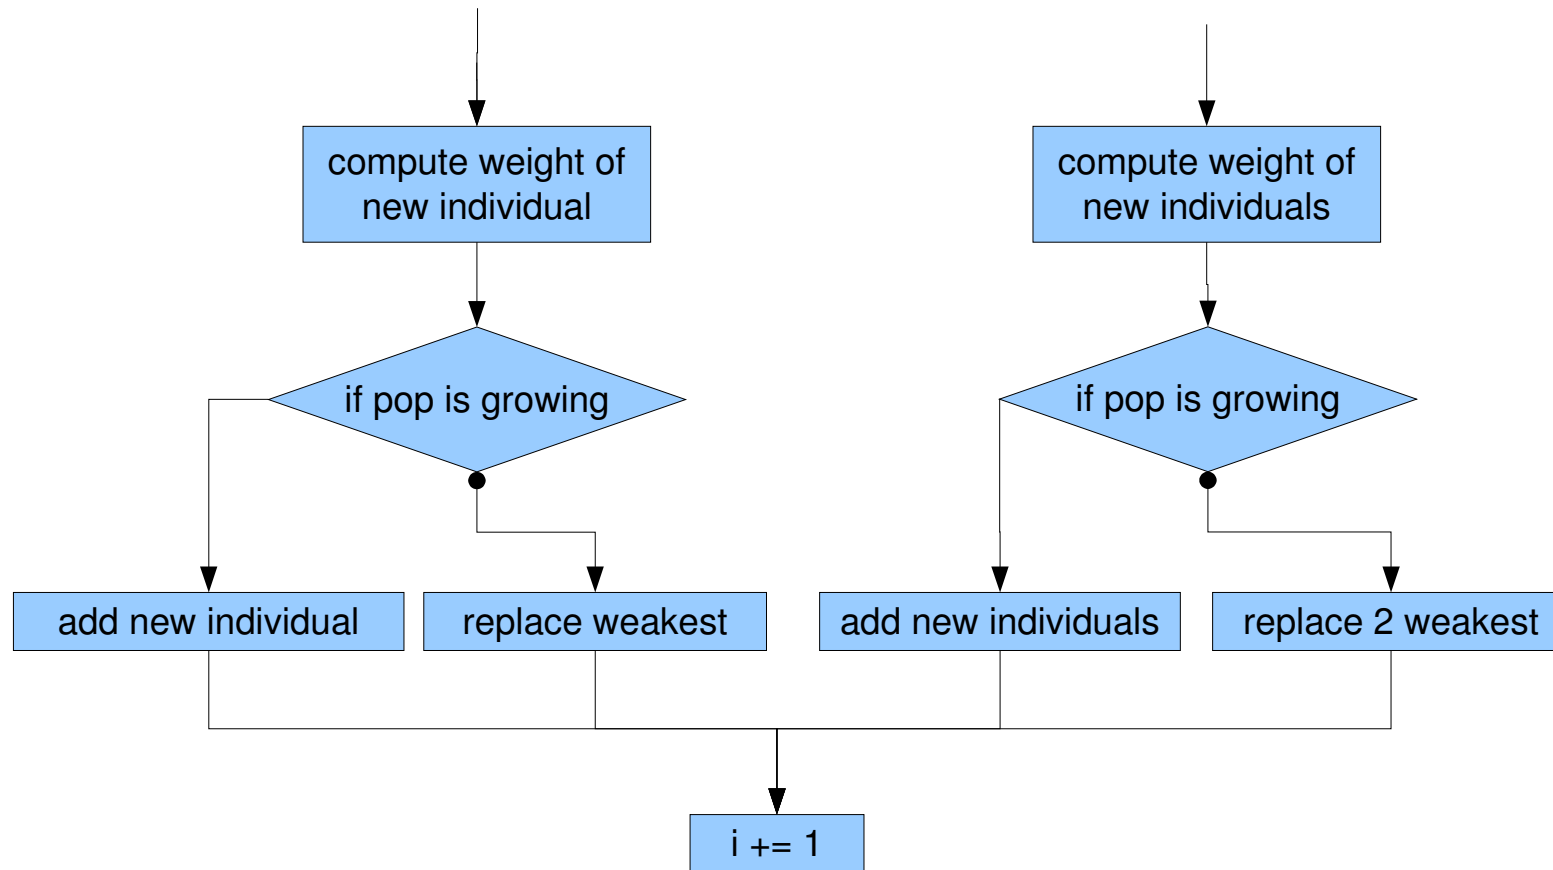 compute weight of
new individual
compute weight of
new individuals
if pop is growing
if pop is growing
add new individual
replace weakest
add new individuals
replace 2 weakest
i += 1